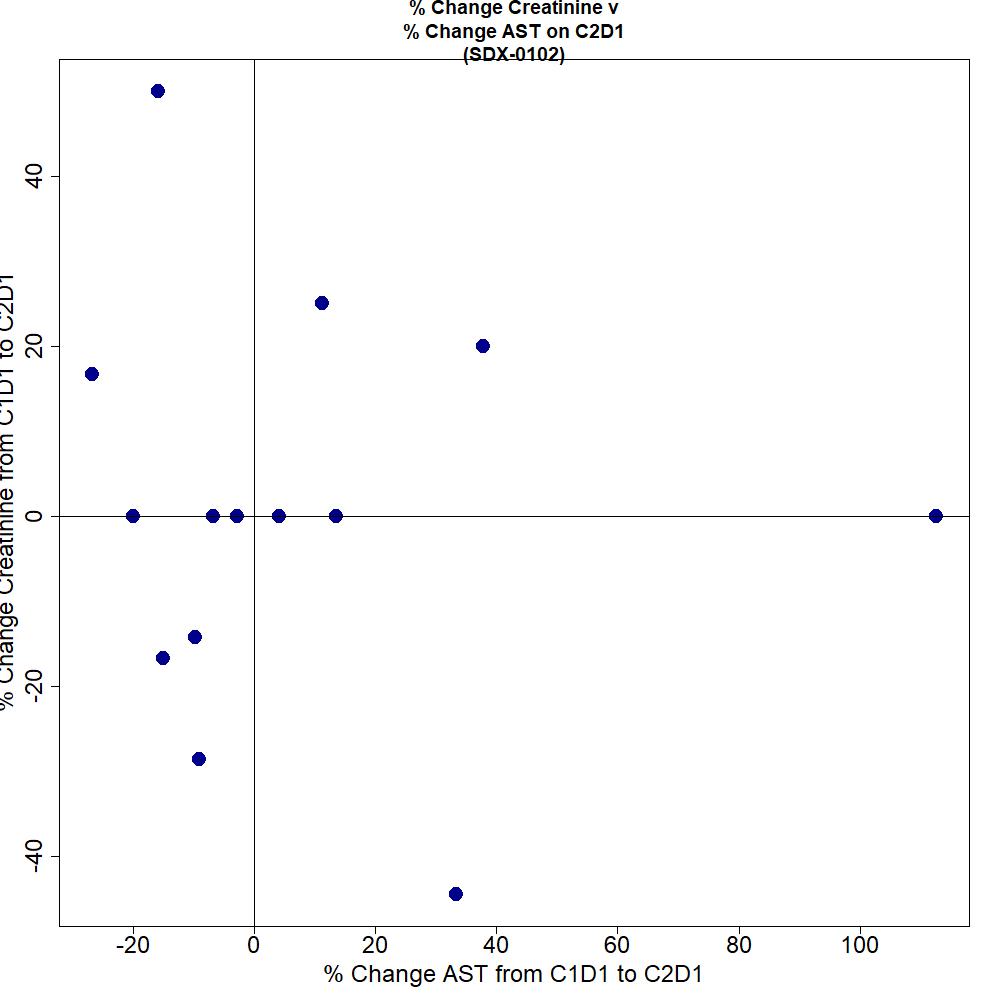 % Change Creatinine v
% Change AST on C2D1
(SDX-0102)
% Change Creatinine from C1D1 to C2D1
40
20
0
-20
-40
-20
0
20
40
60
80
100
% Change AST from C1D1 to C2D1